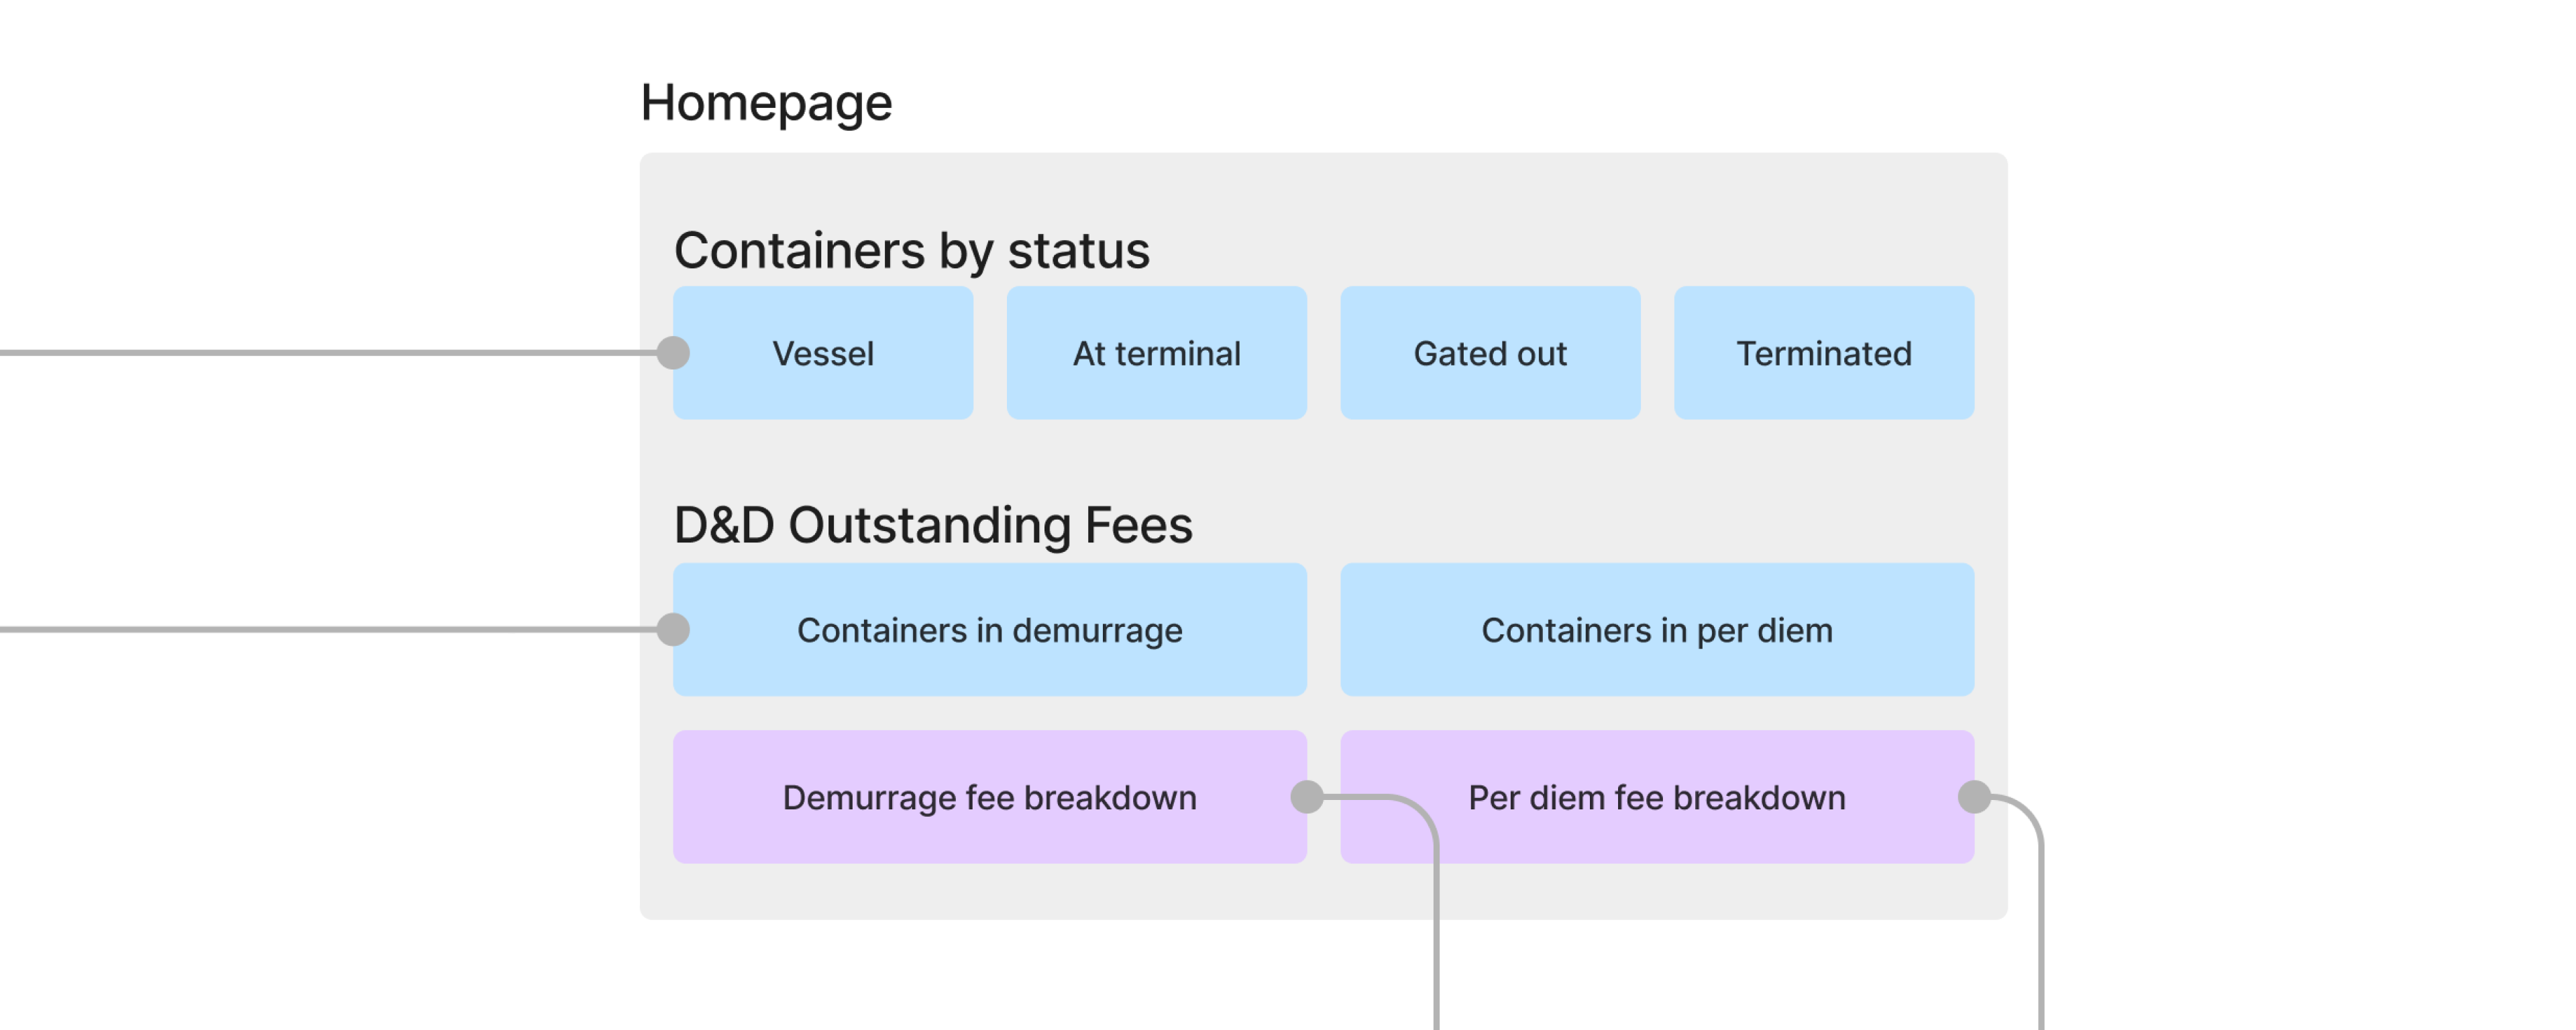 Homepage
Containers by status
Vessel
At terminal
Gated out
Terminated
D&D Outstanding Fees
Containers in demurrage
Containers in per diem
Demurrage fee breakdown
Per diem fee breakdown